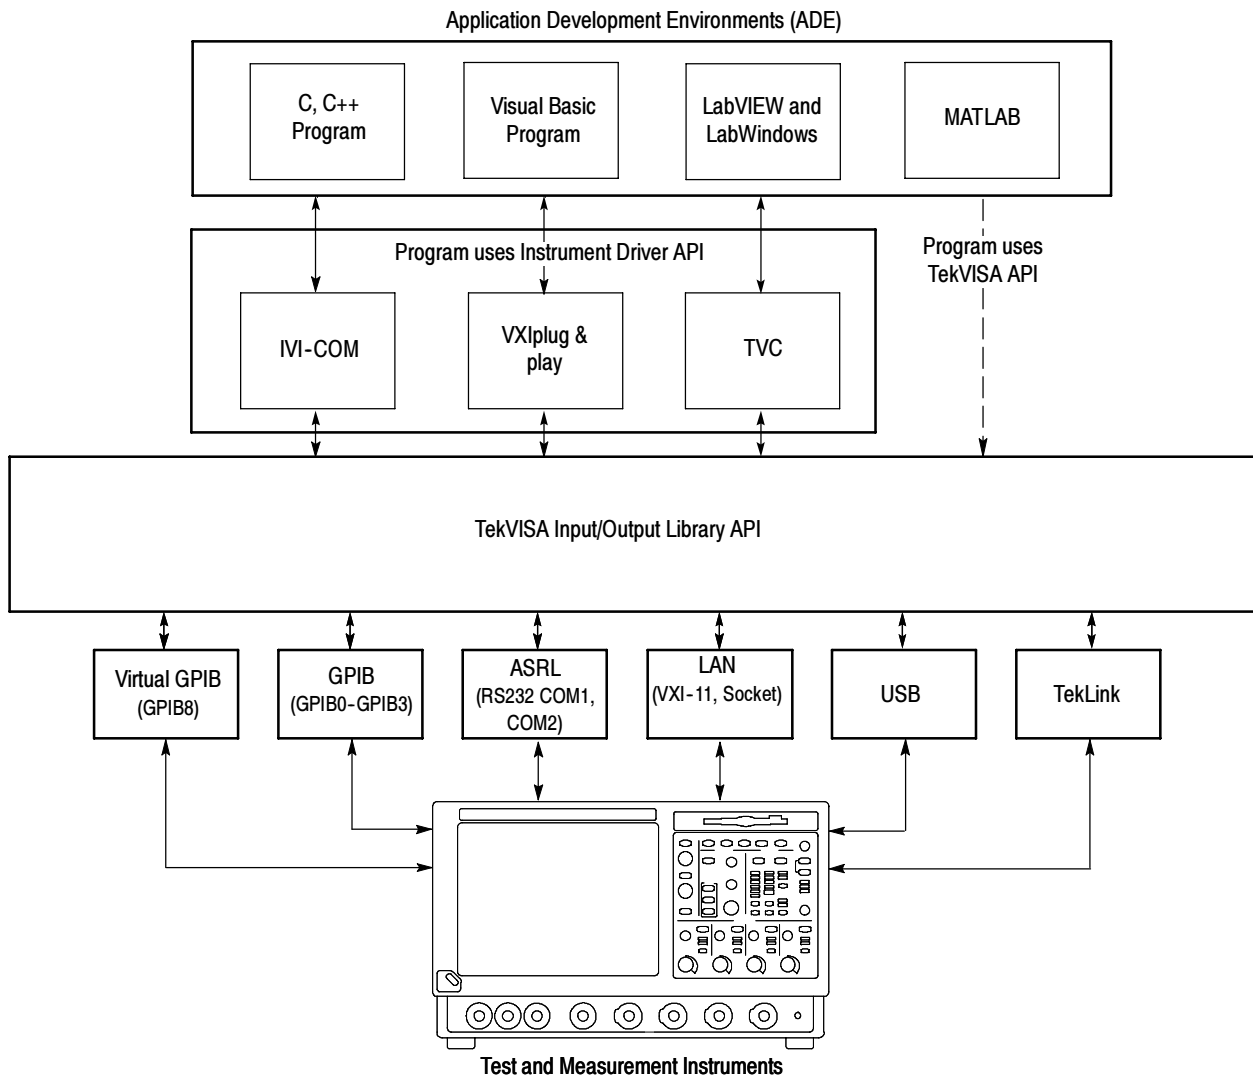 Application Development Environments (ADE)
C, C++
Program
Visual Basic
Program
LabVIEW and
LabWindows
MATLAB
Program uses Instrument Driver API
Program uses
TekVISA API
IVI-COM
VXIplug &
play
TVC
TekVISA Input/Output Library API
Virtual GPIB
(GPIB8)
GPIB
(GPIB0-GPIB3)
ASRL
(RS232 COM1,
COM2)
LAN
(VXI-11, Socket)
USB
TekLink
Test and Measurement Instruments